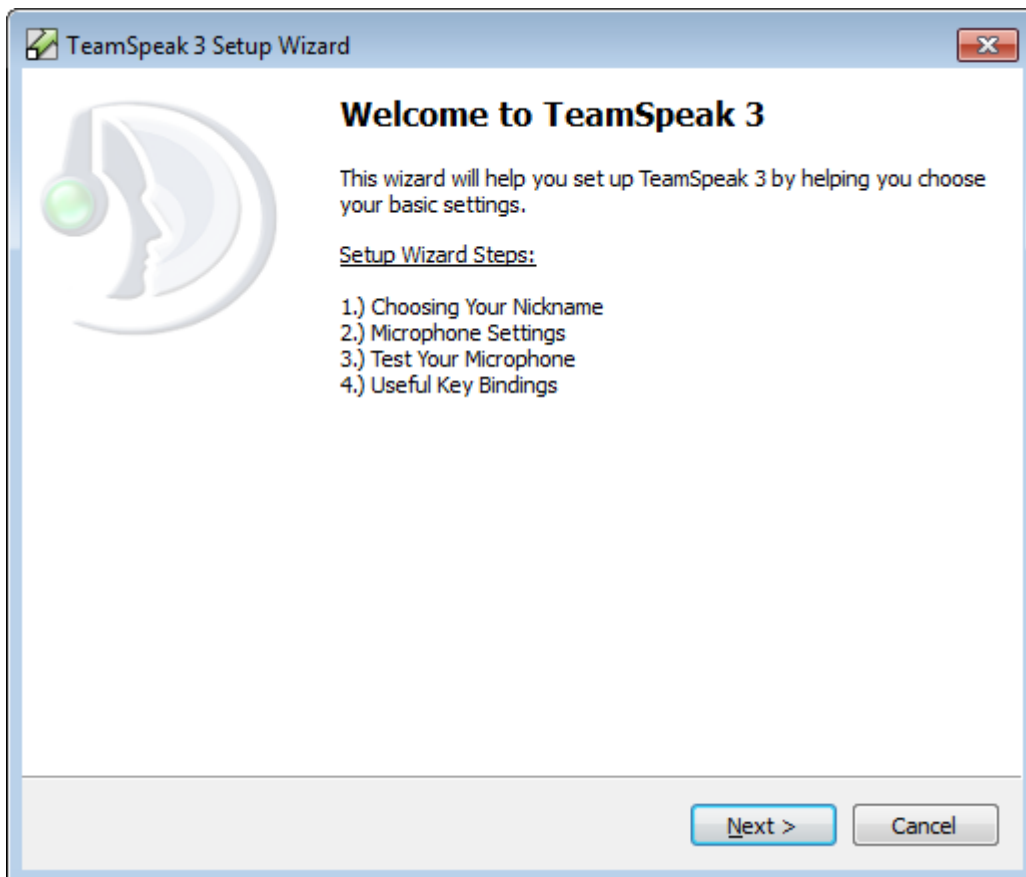 TeamSpeak 3 Setup Wizard
Welcome to TeamSpeak 3
This wizard will help you set up TeamSpeak 3 by helping you choose
your basic settings.
Setup Wizard Steps:
1.) Choosing Your Nickname
2.) Microphone Settings
3.) Test Your Microphone
4.) Useful Key Bindings
Next > Cancel